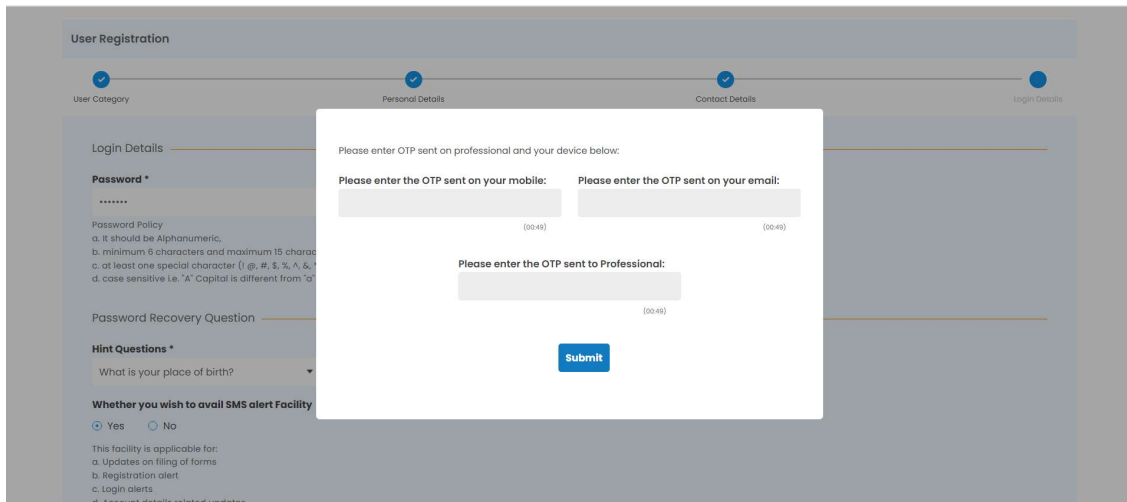 User Registration
User Category
Personal Details
Contact Details
Login Details
Login Details
Password *
•••••••
Password Policy
a. It should be Alphanumeric,
b. minimum 6 characters and maximum 15 charac
c. at least one special character (! @, #, $, %, ^, &, *
d. case sensitive i.e. "A" Capital is different from "a"
Password Recovery Question
Hint Questions *
What is your place of birth?
Whether you wish to avail SMS alert Facility
Yes No
This facility is applicable for:
a. Updates on filing of forms
b. Registration alert
c. Login alerts
d. Account details related updates
Please enter OTP sent on professional and your device below:
Please enter the OTP sent on your mobile: Please enter the OTP sent on your email:
(00:49) (00:49)
Please enter the OTP sent to Professional:
(00:49)
Submit